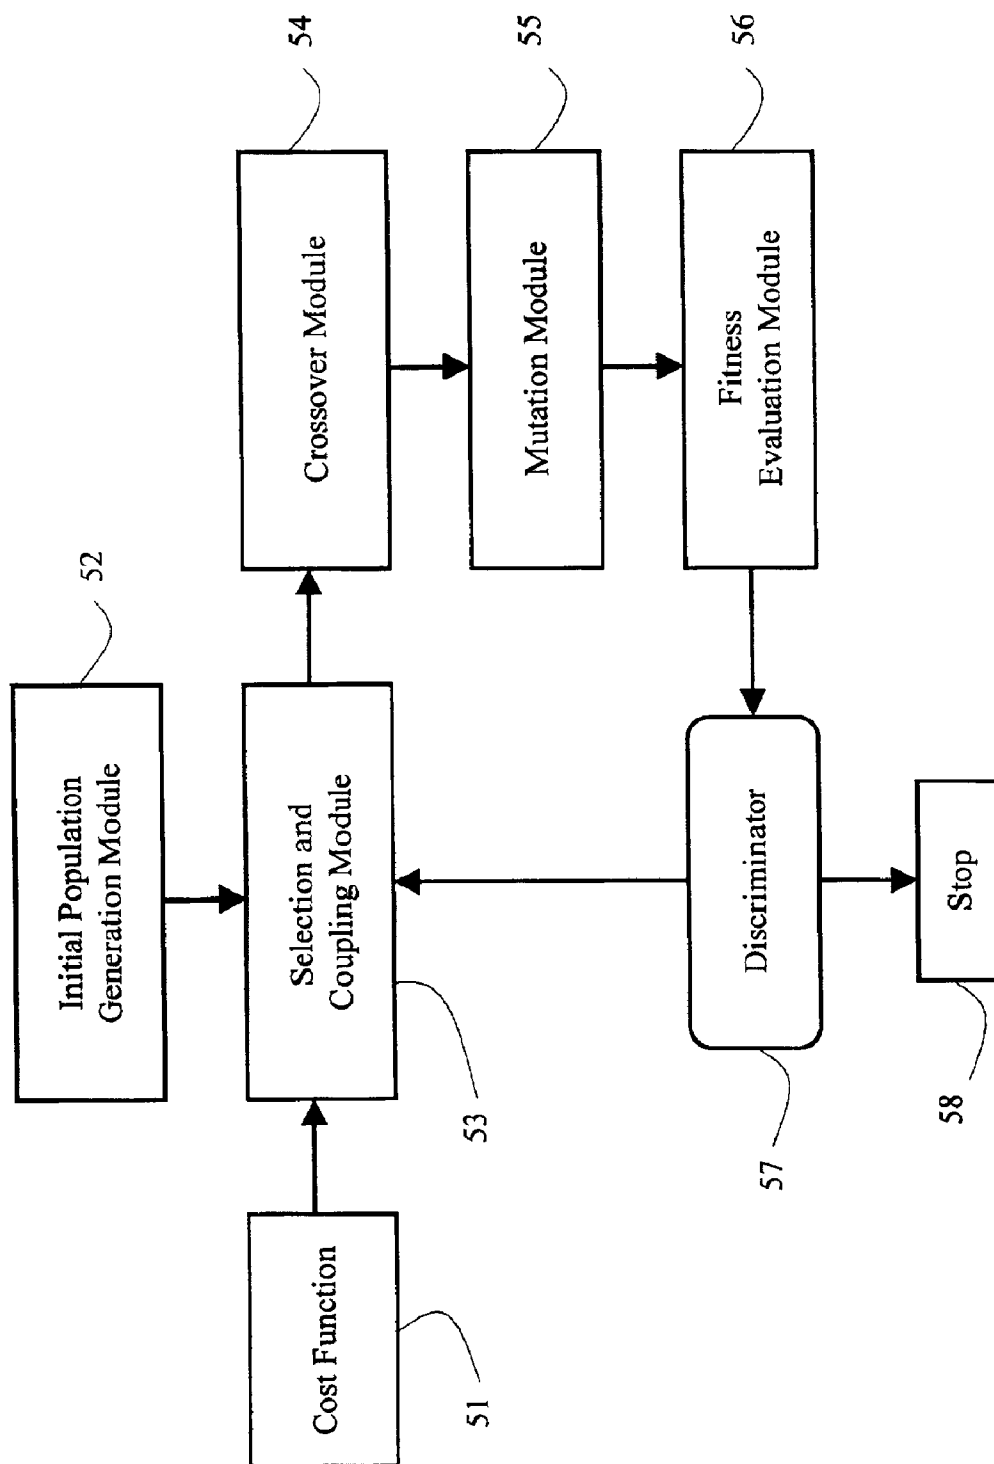 Initial Population
Generation Module
52
Cost Function
51
Selection and
Coupling Module
53
Crossover Module
54
Mutation Module
55
Fitness
Evaluation Module
56
Discriminator
57
Stop
58